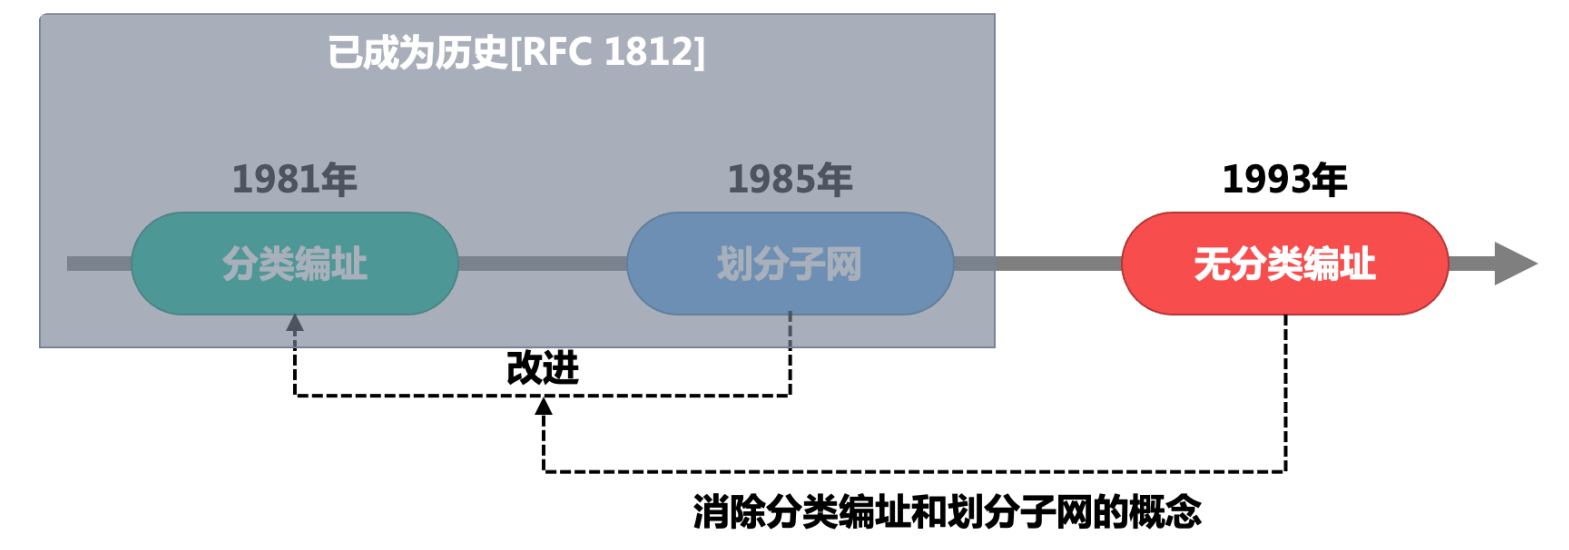 已成为历史[RFC 1812]
1981年
1985年
1993年
分类编址
划分子网
无分类编址
改进
消除分类编址和划分子网的概念